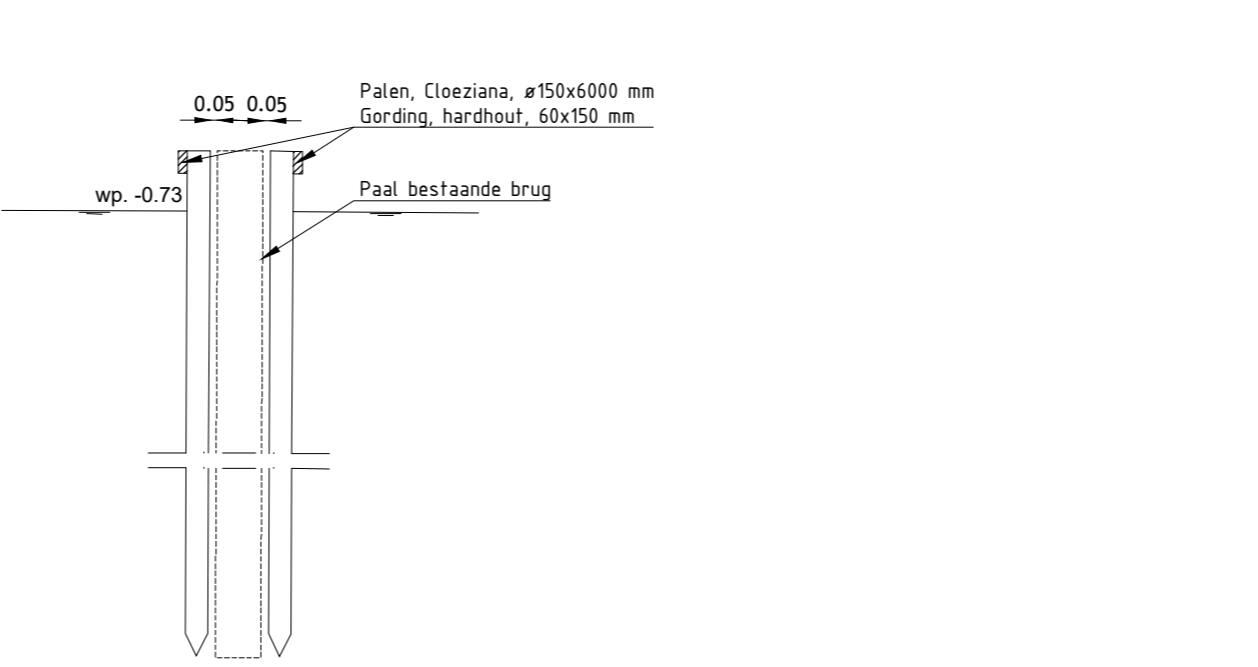 0.05 0.05
Palen, Cloeziana, ø150x6000 mm
Gording, hardhout, 60x150 mm
wp. -0.73
Paal bestaande brug